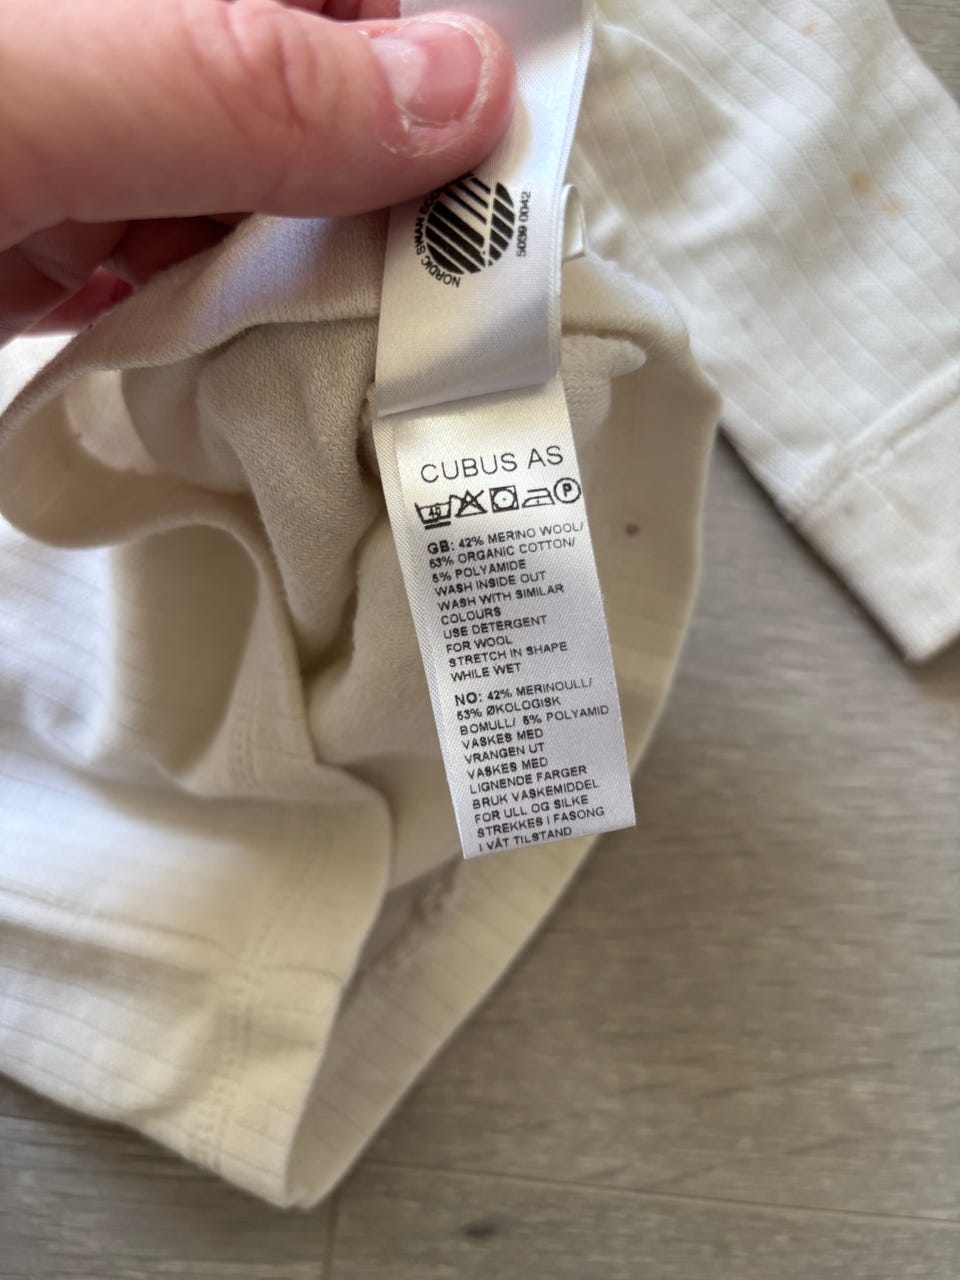 NORDIC SWAN
5039 0042
CUBUS AS
40 P
GB: 42% MERINO WOOL/
53% ORGANIC COTTON/
5% POLYAMIDE
WASH INSIDE OUT
WASH WITH SIMILAR
COLOURS
USE DETERGENT
FOR WOOL
STRETCH IN SHAPE
WHILE WET
NO: 42% MERINOULL/
53% ØKOLOGISK
BOMULL/ 5% POLYAMID
VASKES MED
VRANGEN UT
VASKES MED
LIGNENDE FARGER
BRUK VASKEMIDDEL
FOR ULL OG SILKE
STREKKES I FASONG
I VÅT TILSTAND